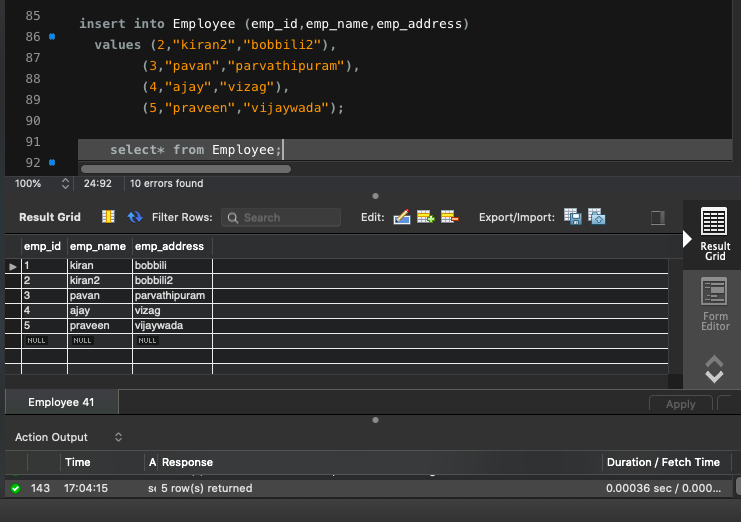 85
86 insert into Employee (emp_id,emp_name,emp_address)
87 values (2,"kiran2","bobbili2"),
88 (3,"pavan","parvathipuram"),
89 (4,"ajay","vizag"),
90 (5,"praveen","vijaywada");
91
92 select* from Employee;
100% 24:92 10 errors found
Result Grid Filter Rows: Search Edit: Export/Import:
Result Grid
Form Editor
emp_id emp_name emp_address
1 kiran bobbili
2 kiran2 bobbili2
3 pavan parvathipuram
4 ajay vizag
5 praveen vijaywada
NULL NULL NULL
Employee 41 Apply
Action Output
Time A Response Duration / Fetch Time
143 17:04:15 se 5 row(s) returned 0.00036 sec / 0.000...